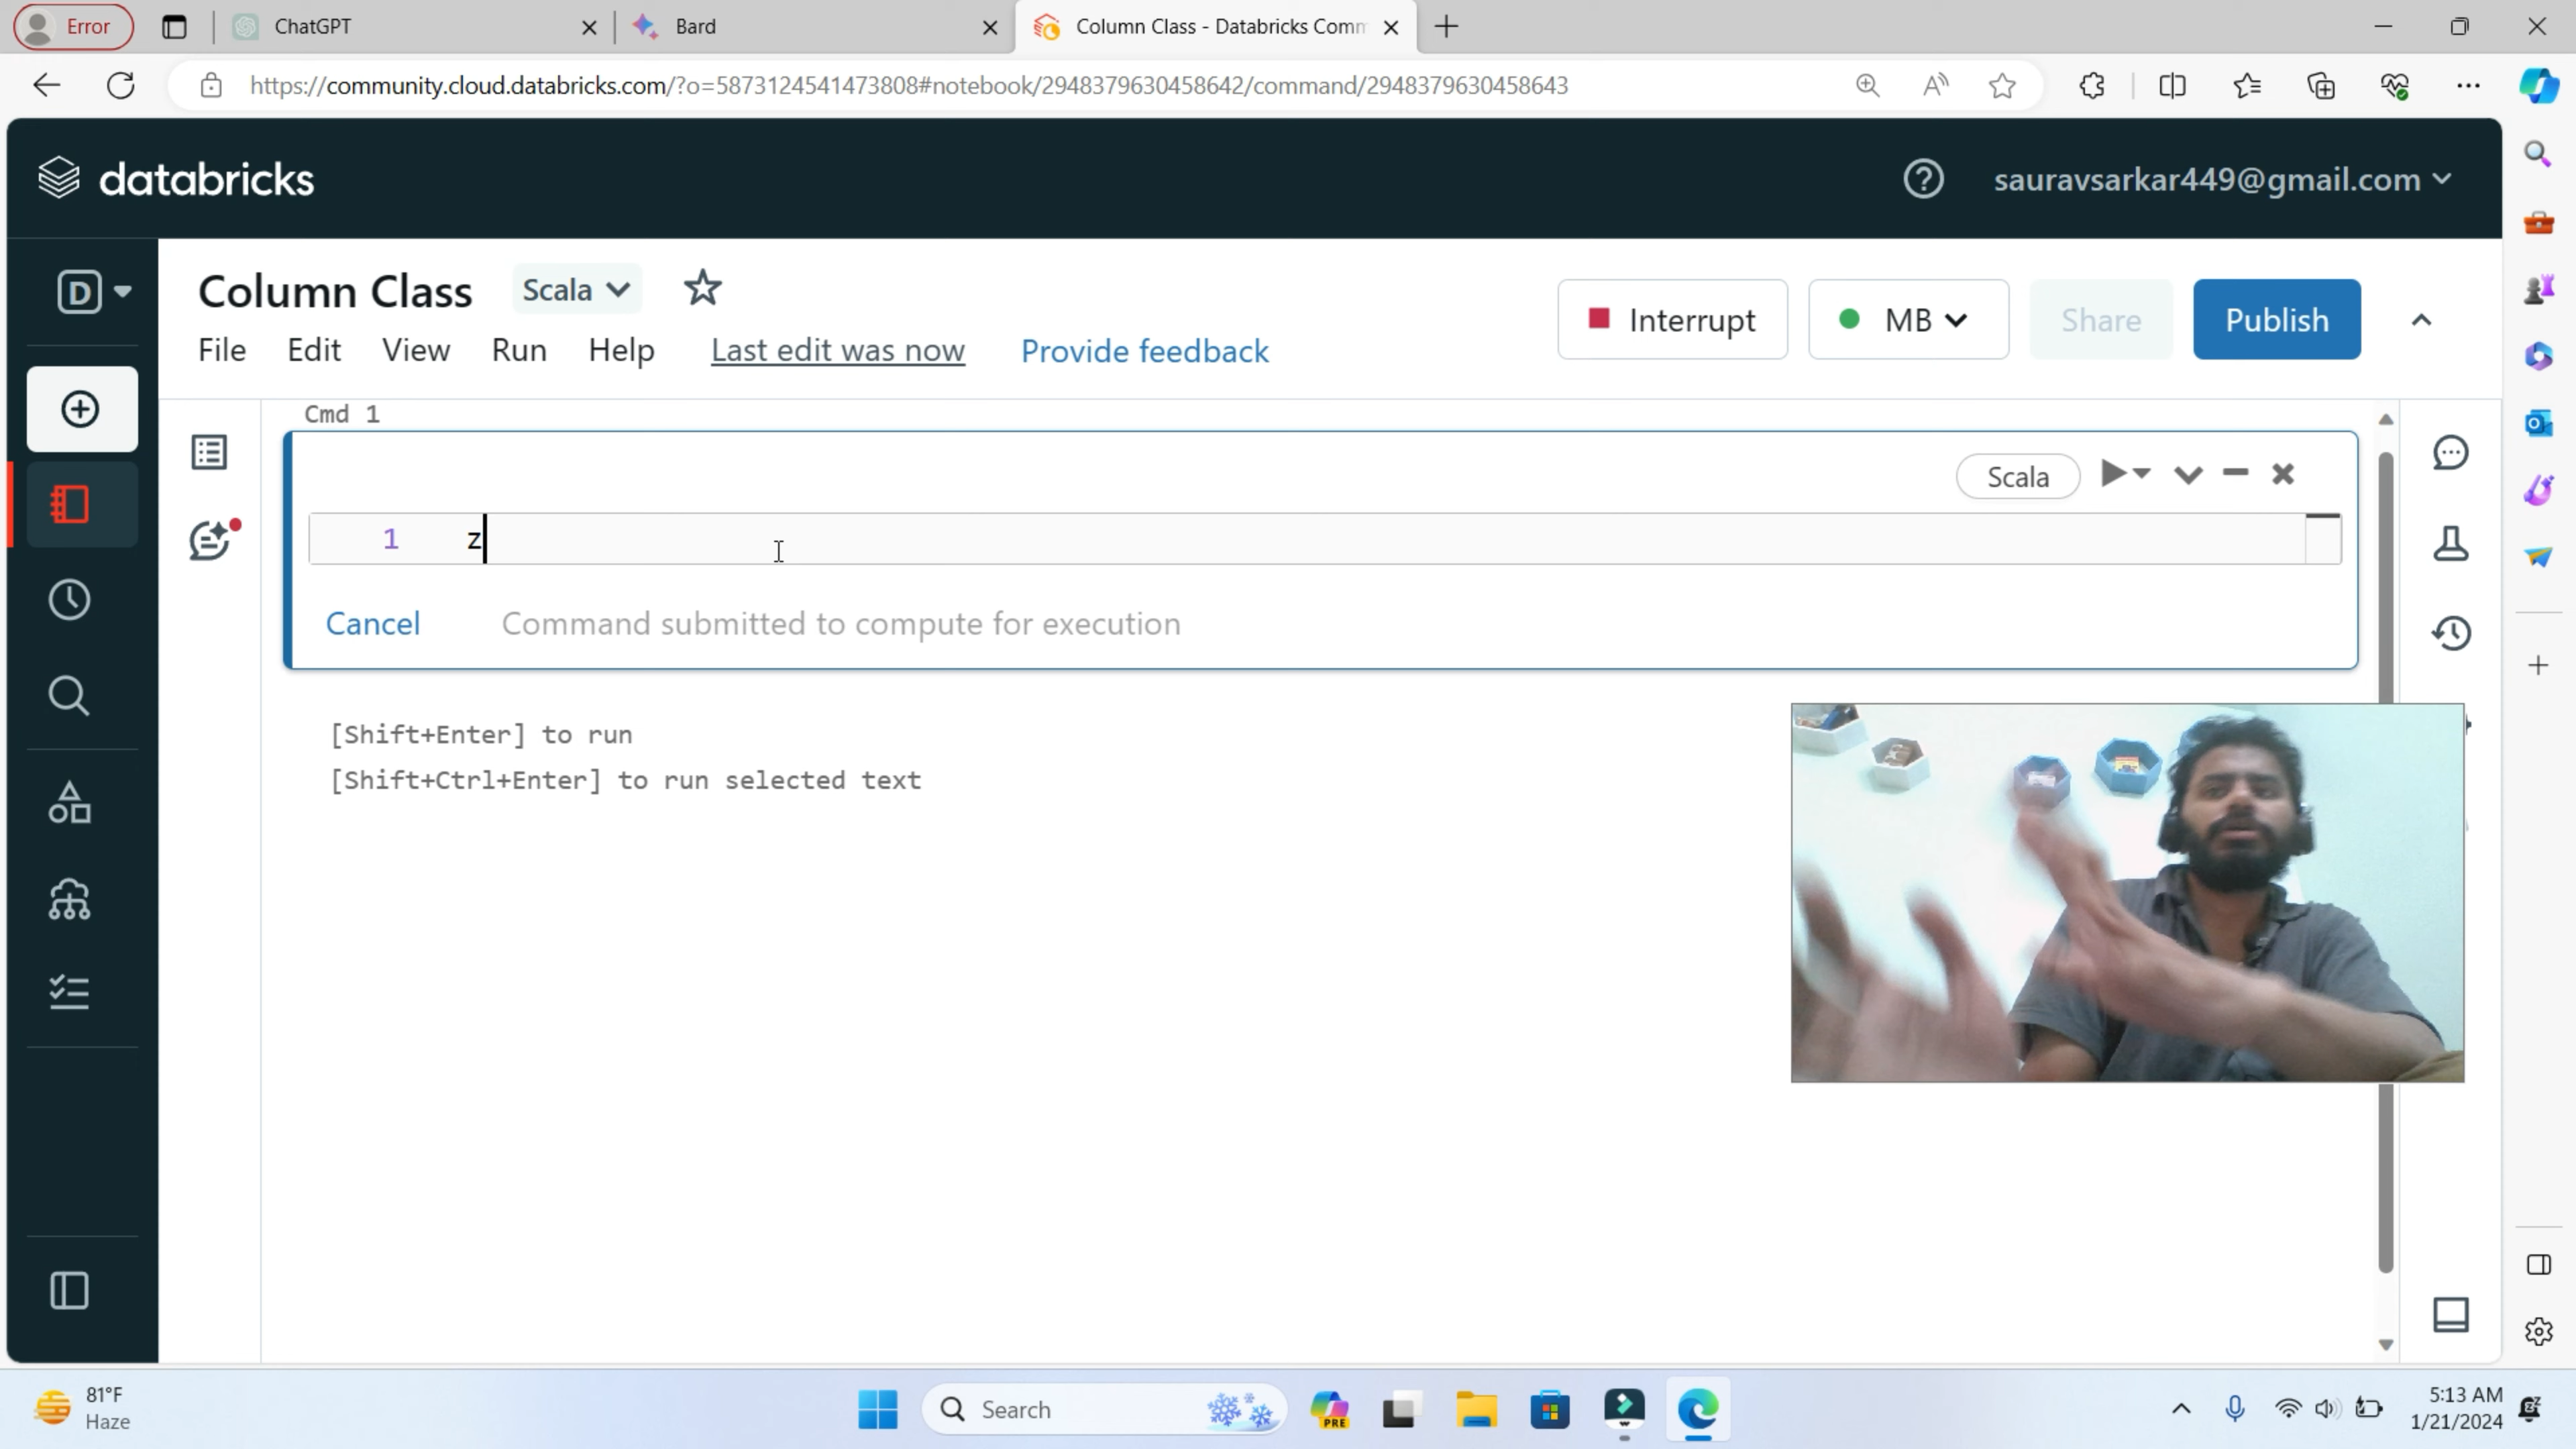 Error
ChatGPT
Bard
Column Class - Databricks Comm
https://community.cloud.databricks.com/?o=5873124541473808#notebook/2948379630458642/command/2948379630458643
databricks
sauravsarkar449@gmail.com
D
Column Class
Scala
File
Edit
View
Run
Help
Last edit was now
Provide feedback
Interrupt
MB
Share
Publish
Cmd 1
Scala
1 z
Cancel
Command submitted to compute for execution
[Shift+Enter] to run
[Shift+Ctrl+Enter] to run selected text
81°F
Haze
Search
PRE
5:13 AM
1/21/2024